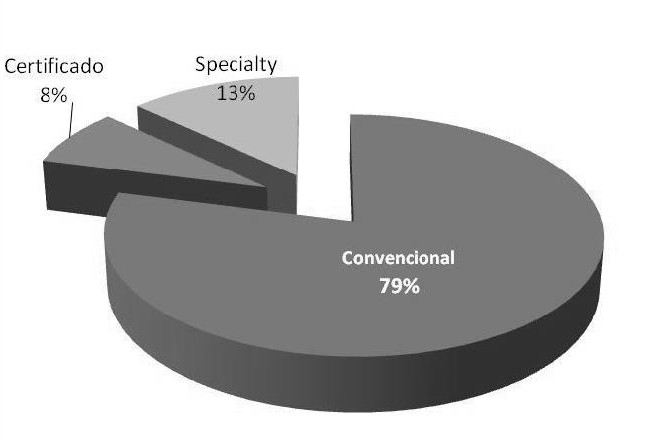 Certificado
8%
Specialty
13%
Convencional
79%